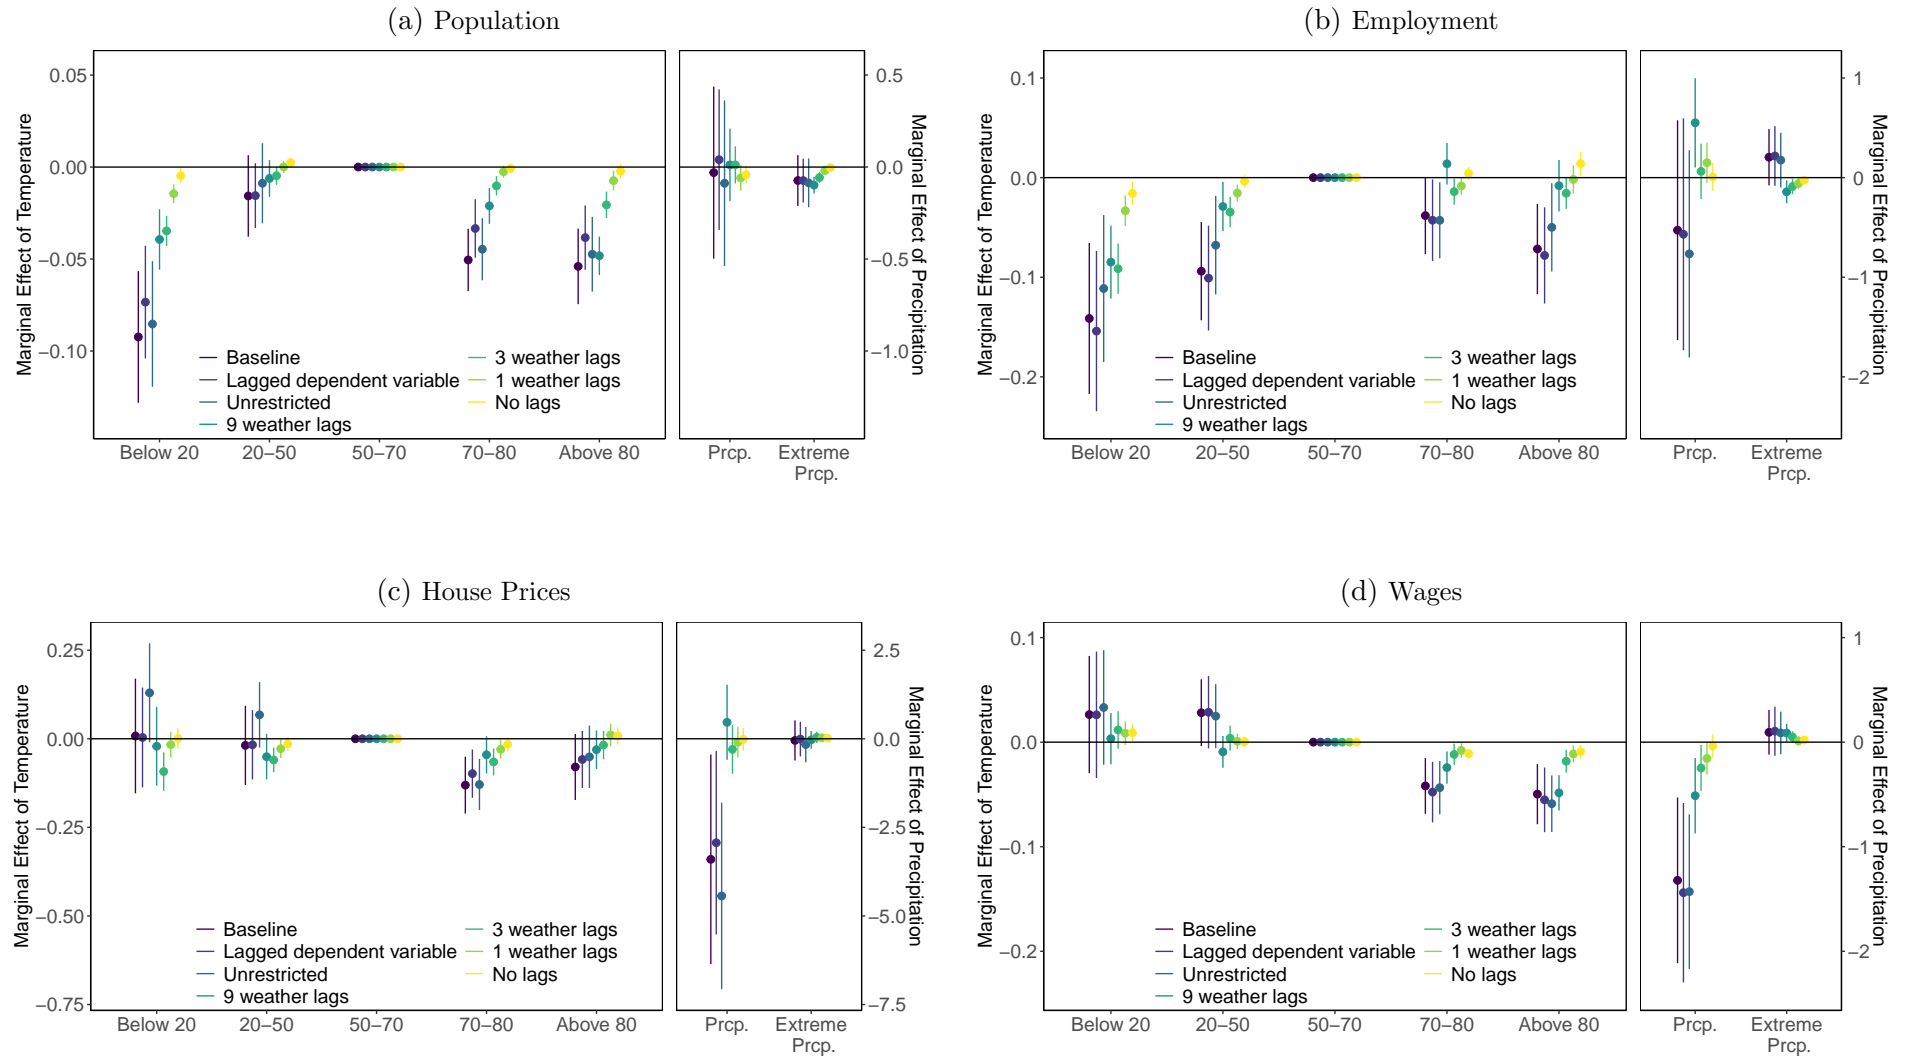 (a) Population
Marginal Effect of Temperature
0.05
0.00
−0.05
−0.10
Baseline
Lagged dependent variable
Unrestricted
9 weather lags
3 weather lags
1 weather lags
No lags
Below 20
20−50
50−70
70−80
Above 80
0.5
0.0
−0.5
−1.0
Marginal Effect of Precipitation
Prcp.
Extreme
Prcp.
(b) Employment
Marginal Effect of Temperature
0.1
0.0
−0.1
−0.2
Baseline
Lagged dependent variable
Unrestricted
9 weather lags
3 weather lags
1 weather lags
No lags
Below 20
20−50
50−70
70−80
Above 80
1
0
−1
−2
Marginal Effect of Precipitation
Prcp.
Extreme
Prcp.
(c) House Prices
Marginal Effect of Temperature
0.25
0.00
−0.25
−0.50
−0.75
Baseline
Lagged dependent variable
Unrestricted
9 weather lags
3 weather lags
1 weather lags
No lags
Below 20
20−50
50−70
70−80
Above 80
2.5
0.0
−2.5
−5.0
−7.5
Marginal Effect of Precipitation
Prcp.
Extreme
Prcp.
(d) Wages
Marginal Effect of Temperature
0.1
0.0
−0.1
−0.2
Baseline
Lagged dependent variable
Unrestricted
9 weather lags
3 weather lags
1 weather lags
No lags
Below 20
20−50
50−70
70−80
Above 80
1
0
−1
−2
Marginal Effect of Precipitation
Prcp.
Extreme
Prcp.